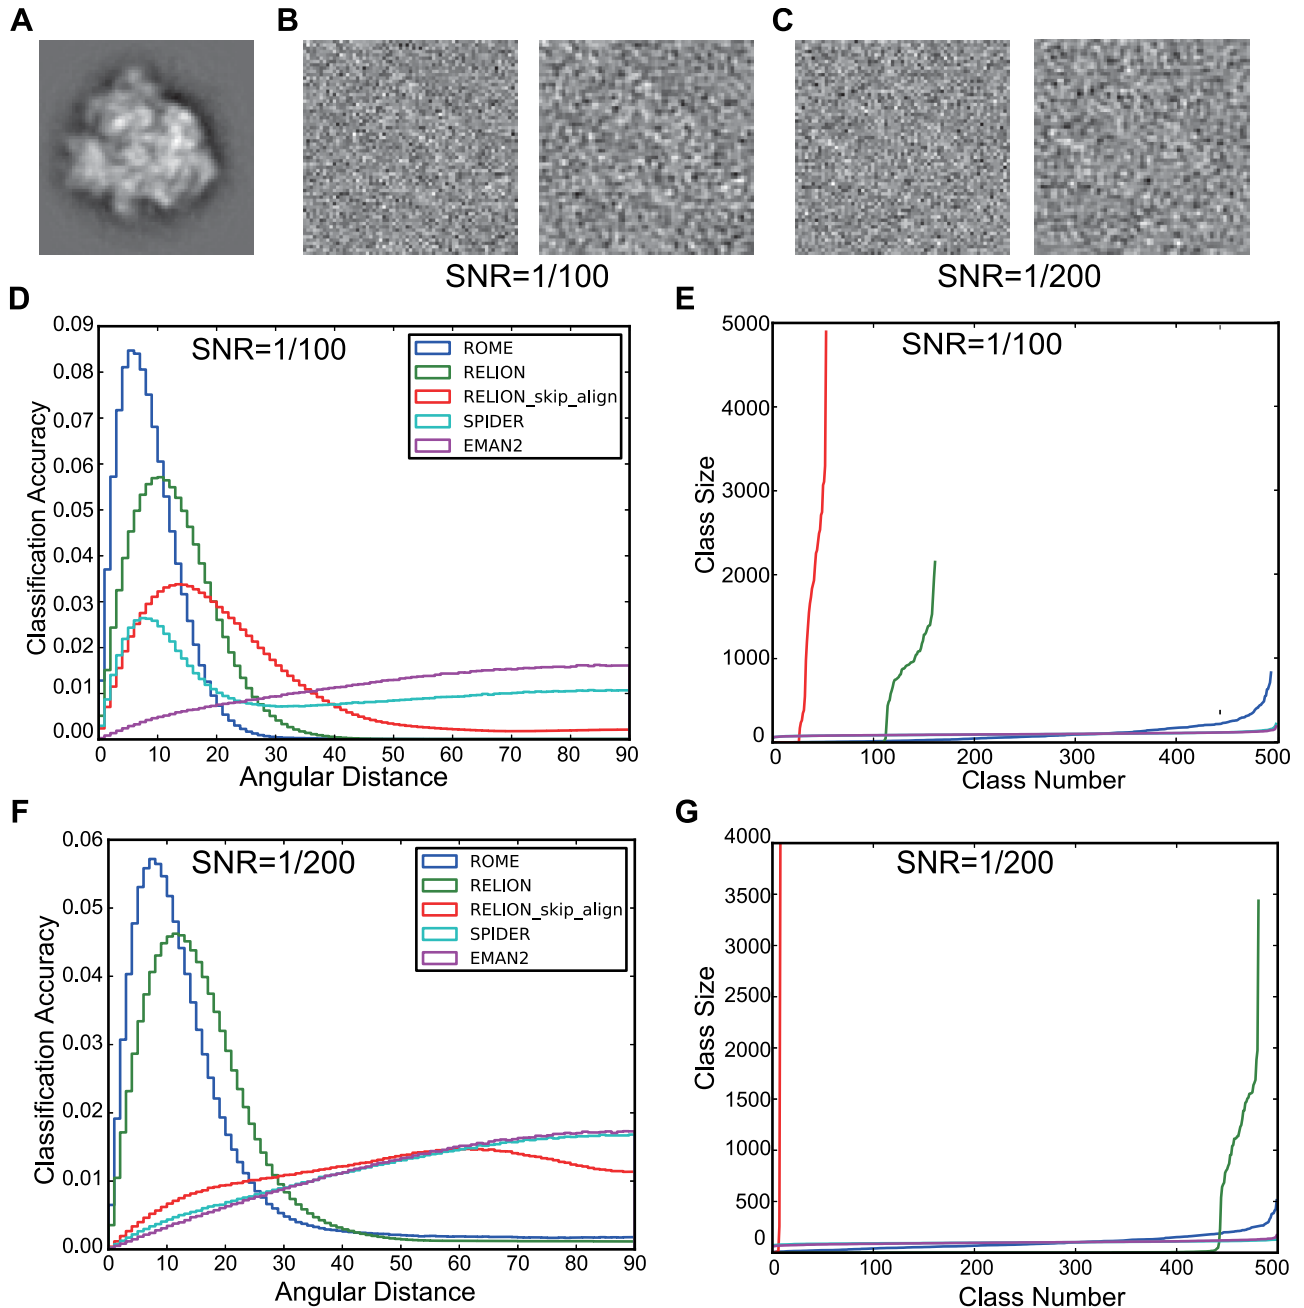 A B C
SNR=1/100 SNR=1/200
D
0.09
0.08
0.07
0.06
0.05
0.04
0.03
0.02
0.01
0.00
Classification Accuracy
SNR=1/100
ROME
RELION
RELION_skip_align
SPIDER
EMAN2
0 10 20 30 40 50 60 70 80 90
Angular Distance
E
5000
4000
3000
2000
1000
0
Class Size
SNR=1/100
0 100 200 300 400 500
Class Number
F
0.06
0.05
0.04
0.03
0.02
0.01
0.00
Classification Accuracy
SNR=1/200
ROME
RELION
RELION_skip_align
SPIDER
EMAN2
0 10 20 30 40 50 60 70 80 90
Angular Distance
G
4000
3500
3000
2500
2000
1500
1000
500
0
Class Size
SNR=1/200
0 100 200 300 400 500
Class Number